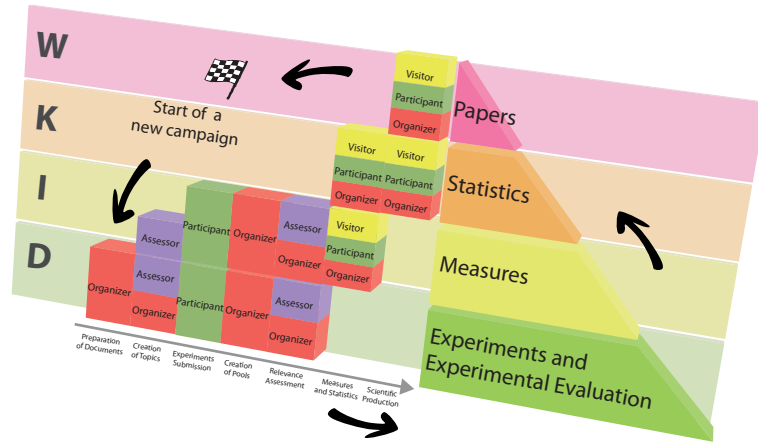 W
Visitor
Participant
Organizer
Papers
K
Start of a
new campaign
Visitor Visitor
Participant Participant
Organizer Organizer
Statistics
I
Assessor
Participant
Organizer
Assessor
Organizer
Visitor
Participant
Organizer
Measures
D
Organizer
Assessor
Organizer
Participant
Organizer
Assessor
Organizer
Experiments and
Experimental Evaluation
Preparation
of Documents
Creation
of Topics
Experiments
Submission
Creation
of Pools
Relevance
Assessment
Measures
and Statistics
Scientific
Production